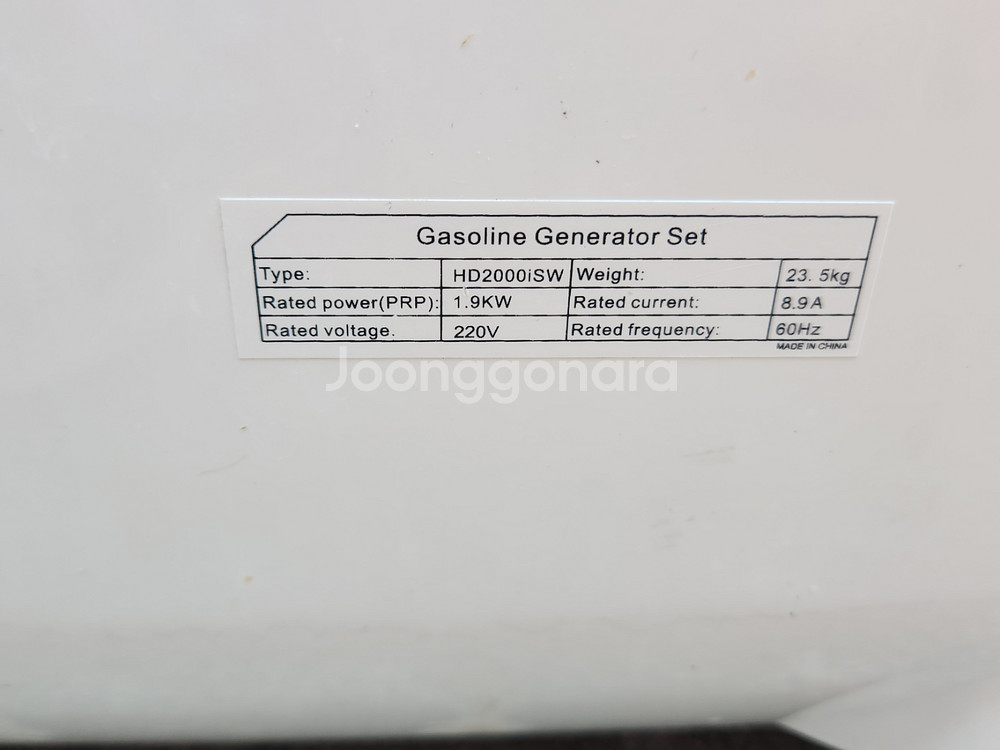 Gasoline Generator Set
Type: HD2000iSW Weight: 23. 5kg
Rated power(PRP): 1.9KW Rated current: 8.9A
Rated voltage. 220V Rated frequency: 60Hz
MADE IN CHINA
Joonggonara